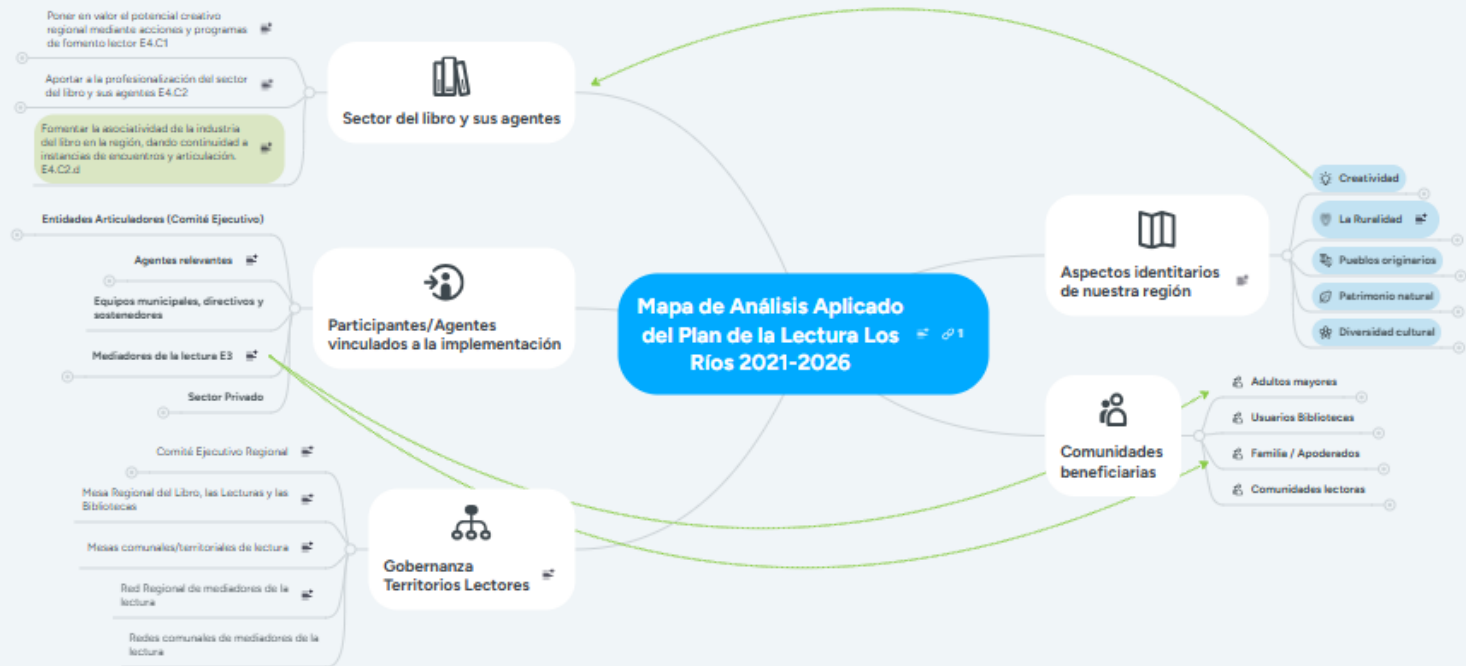 Poner en valor el potencial creativo
regional mediante acciones y programas
de fomento lector E4.C1
Aportar a la profesionalización del sector
del libro y sus agentes E4.C2
Fomentar la asociatividad de la industria
del libro en la región, dando continuidad a
instancias de encuentros y articulación.
E4.C2.d
Sector del libro y sus agentes
Entidades Articuladores (Comité Ejecutivo)
Agentes relevantes
Equipos municipales, directivos y
sostenedores
Mediadores de la lectura E3
Sector Privado
Participantes/Agentes
vinculados a la implementación
Comité Ejecutivo Regional
Mesa Regional del Libro, las Lecturas y las
Bibliotecas
Mesas comunales/territoriales de lectura
Red Regional de mediadores de la
lectura
Redes comunales de mediadores de la
lectura
Gobernanza
Territorios Lectores
Mapa de Análisis Aplicado
del Plan de la Lectura Los
Ríos 2021-2026
1
Aspectos identitarios
de nuestra región
Creatividad
La Ruralidad
Pueblos originarios
Patrimonio natural
Diversidad cultural
Comunidades
beneficiarias
Adultos mayores
Usuarios Bibliotecas
Familia / Apoderados
Comunidades lectoras